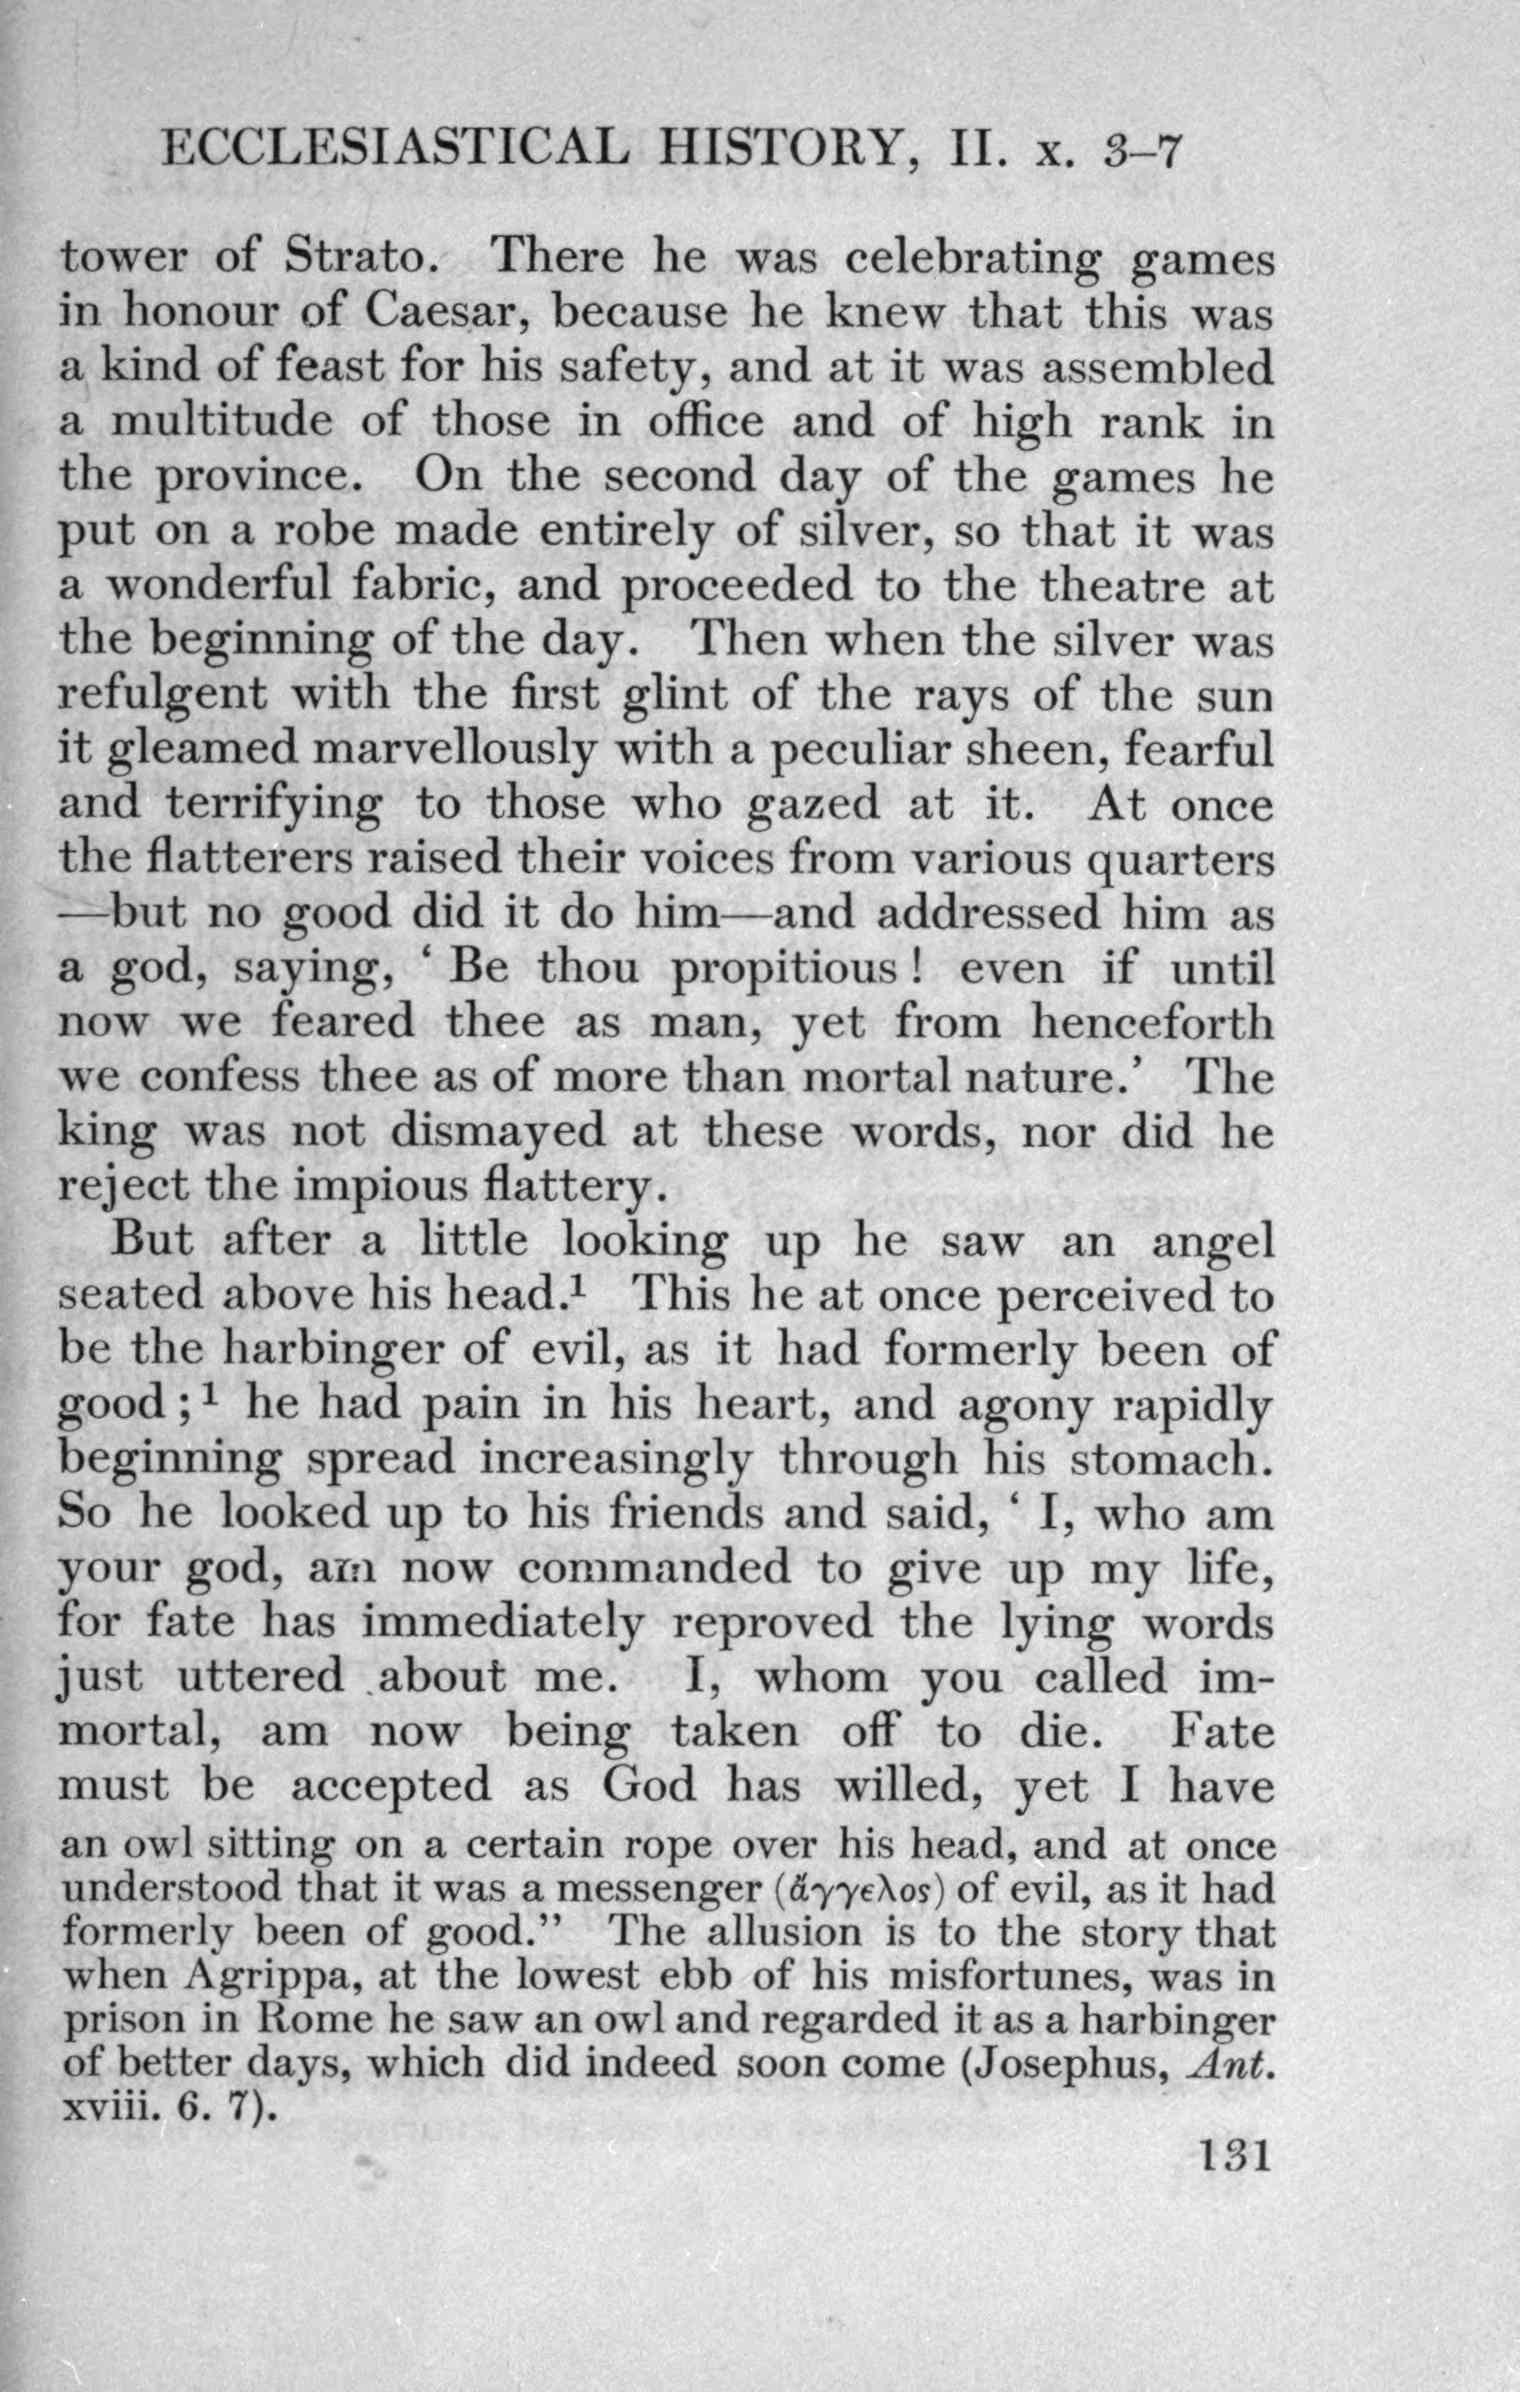 ECCLESIASTICAL HISTORY, II. x. 3–7
tower of Strato. There he was celebrating games
in honour of Caesar, because he knew that this was
a kind of feast for his safety, and at it was assembled
a multitude of those in office and of high rank in
the province. On the second day of the games he
put on a robe made entirely of silver, so that it was
a wonderful fabric, and proceeded to the theatre at
the beginning of the day. Then when the silver was
refulgent with the first glint of the rays of the sun
it gleamed marvellously with a peculiar sheen, fearful
and terrifying to those who gazed at it. At once
the flatterers raised their voices from various quarters
—but no good did it do him—and addressed him as
a god, saying, ‘ Be thou propitious ! even if until
now we feared thee as man, yet from henceforth
we confess thee as of more than mortal nature.’ The
king was not dismayed at these words, nor did he
reject the impious flattery.
But after a little looking up he saw an angel
seated above his head.¹ This he at once perceived to
be the harbinger of evil, as it had formerly been of
good ;¹ he had pain in his heart, and agony rapidly
beginning spread increasingly through his stomach.
So he looked up to his friends and said, ‘ I, who am
your god, am now commanded to give up my life,
for fate has immediately reproved the lying words
just uttered about me. I, whom you called im-
mortal, am now being taken off to die. Fate
must be accepted as God has willed, yet I have
an owl sitting on a certain rope over his head, and at once
understood that it was a messenger (ἄγγελος) of evil, as it had
formerly been of good.” The allusion is to the story that
when Agrippa, at the lowest ebb of his misfortunes, was in
prison in Rome he saw an owl and regarded it as a harbinger
of better days, which did indeed soon come (Josephus, Ant.
xviii. 6. 7).
131